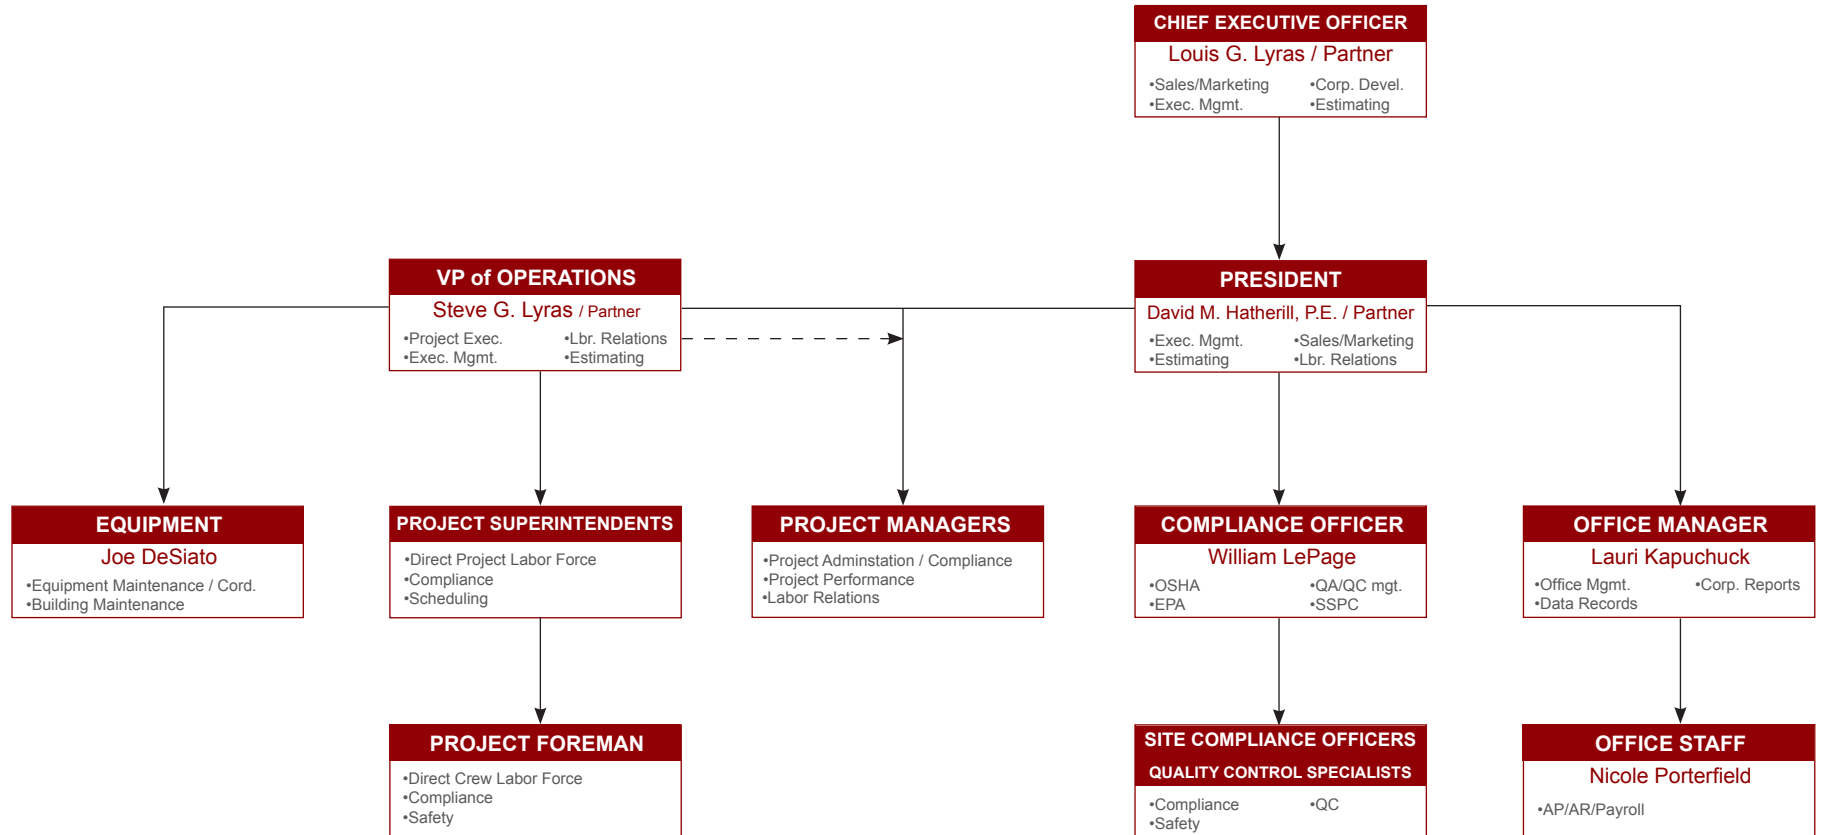 CHIEF EXECUTIVE OFFICER
Louis G. Lyras / Partner
•Sales/Marketing •Corp. Devel.
•Exec. Mgmt. •Estimating
VP of OPERATIONS
Steve G. Lyras / Partner
•Project Exec. •Lbr. Relations
•Exec. Mgmt. •Estimating
PRESIDENT
David M. Hatherill, P.E. / Partner
•Exec. Mgmt. •Sales/Marketing
•Estimating •Lbr. Relations
EQUIPMENT
Joe DeSiato
•Equipment Maintenance / Cord.
•Building Maintenance
PROJECT SUPERINTENDENTS
•Direct Project Labor Force
•Compliance
•Scheduling
PROJECT MANAGERS
•Project Adminstation / Compliance
•Project Performance
•Labor Relations
COMPLIANCE OFFICER
William LePage
•OSHA •QA/QC mgt.
•EPA •SSPC
OFFICE MANAGER
Lauri Kapuchuck
•Office Mgmt. •Corp. Reports
•Data Records
PROJECT FOREMAN
•Direct Crew Labor Force
•Compliance
•Safety
SITE COMPLIANCE OFFICERS
QUALITY CONTROL SPECIALISTS
•Compliance •QC
•Safety
OFFICE STAFF
Nicole Porterfield
•AP/AR/Payroll